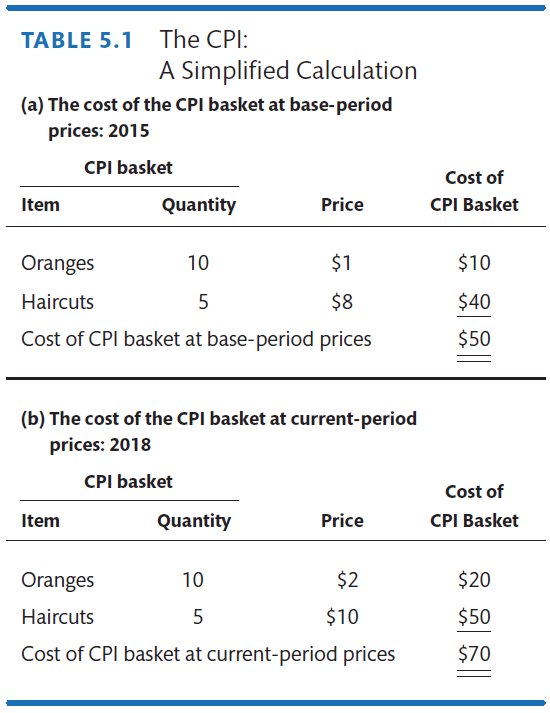 TABLE 5.1 The CPI:
A Simplified Calculation
(a) The cost of the CPI basket at base-period
prices: 2015
CPI basket
Cost of
Item Quantity Price CPI Basket
Oranges 10 $1 $10
Haircuts 5 $8 $40
Cost of CPI basket at base-period prices $50
(b) The cost of the CPI basket at current-period
prices: 2018
CPI basket
Cost of
Item Quantity Price CPI Basket
Oranges 10 $2 $20
Haircuts 5 $10 $50
Cost of CPI basket at current-period prices $70